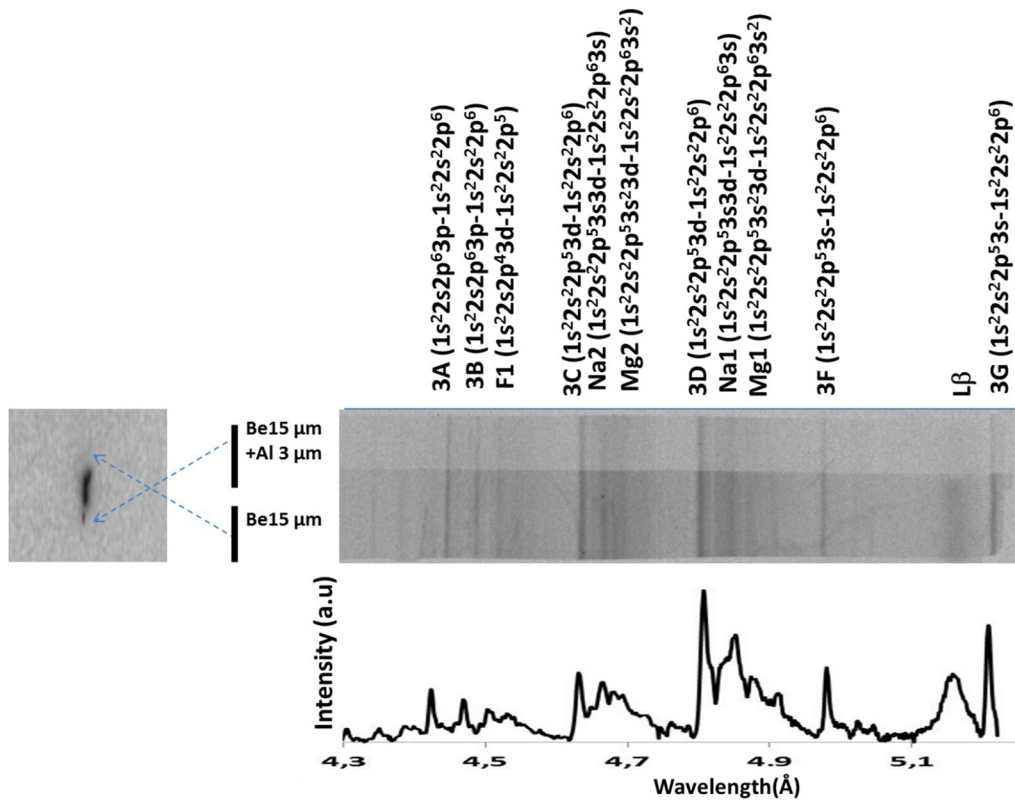 3A (1s²2s2p⁶3p-1s²2s²2p⁶)
3B (1s²2s2p⁶3p-1s²2s²2p⁶)
F1 (1s²2s2p⁴3d-1s²2s²2p⁵)
3C (1s²2s²2p⁵3d-1s²2s²2p⁶)
Na2 (1s²2s²2p⁵3s3d-1s²2s²2p⁶3s)
Mg2 (1s²2s²2p⁵3s²3d-1s²2s²2p⁶3s²)
3D (1s²2s²2p⁵3d-1s²2s²2p⁶)
Na1 (1s²2s²2p⁵3s3d-1s²2s²2p⁶3s)
Mg1 (1s²2s²2p⁵3s²3d-1s²2s²2p⁶3s²)
3F (1s²2s²2p⁵3s-1s²2s²2p⁶)
Lβ
3G (1s²2s²2p⁵3s-1s²2s²2p⁶)
Be15 µm
+Al 3 µm
Be15 µm
Intensity (a.u)
4,3 4,5 4,7 4.9 5,1
Wavelength(Å)